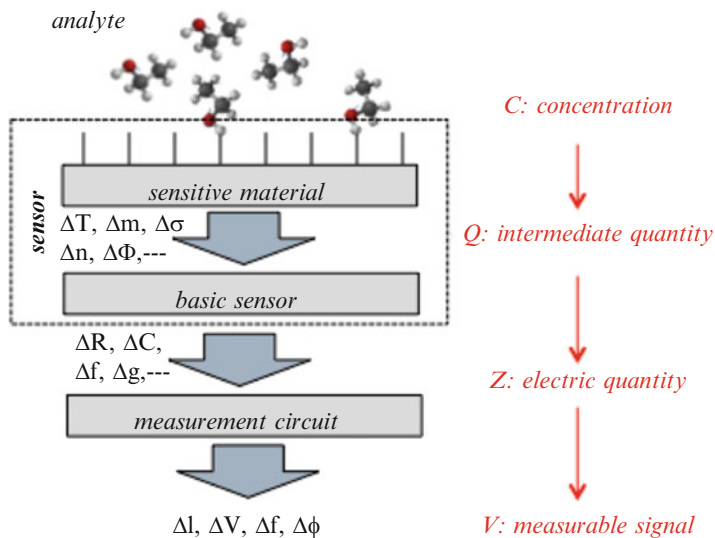 analyte
C: concentration
sensor
sensitive material
ΔT, Δm, Δσ
Δn, ΔΦ,---
Q: intermediate quantity
basic sensor
ΔR, ΔC,
Δf, Δg,---
Z: electric quantity
measurement circuit
Δl, ΔV, Δf, Δϕ
V: measurable signal